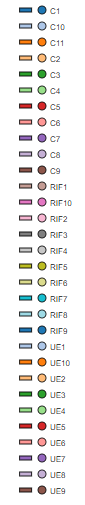 C1
C10
C11
C2
C3
C4
C5
C6
C7
C8
C9
RIF1
RIF10
RIF2
RIF3
RIF4
RIF5
RIF6
RIF7
RIF8
RIF9
UE1
UE10
UE2
UE3
UE4
UE5
UE6
UE7
UE8
UE9